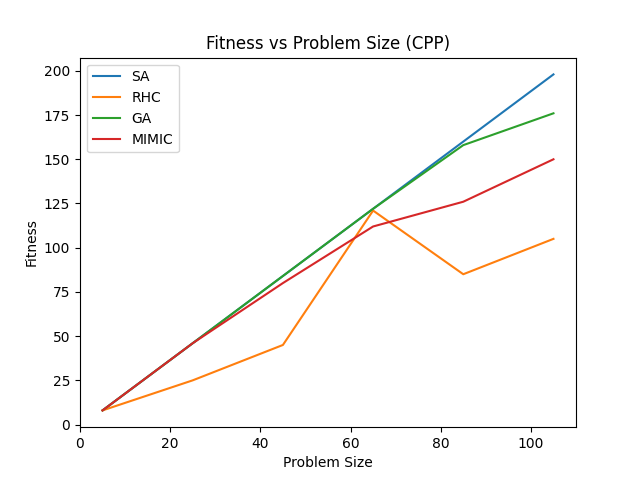 Fitness vs Problem Size (CPP)
SA
RHC
GA
MIMIC
Fitness
200
175
150
125
100
75
50
25
0
0 20 40 60 80 100
Problem Size